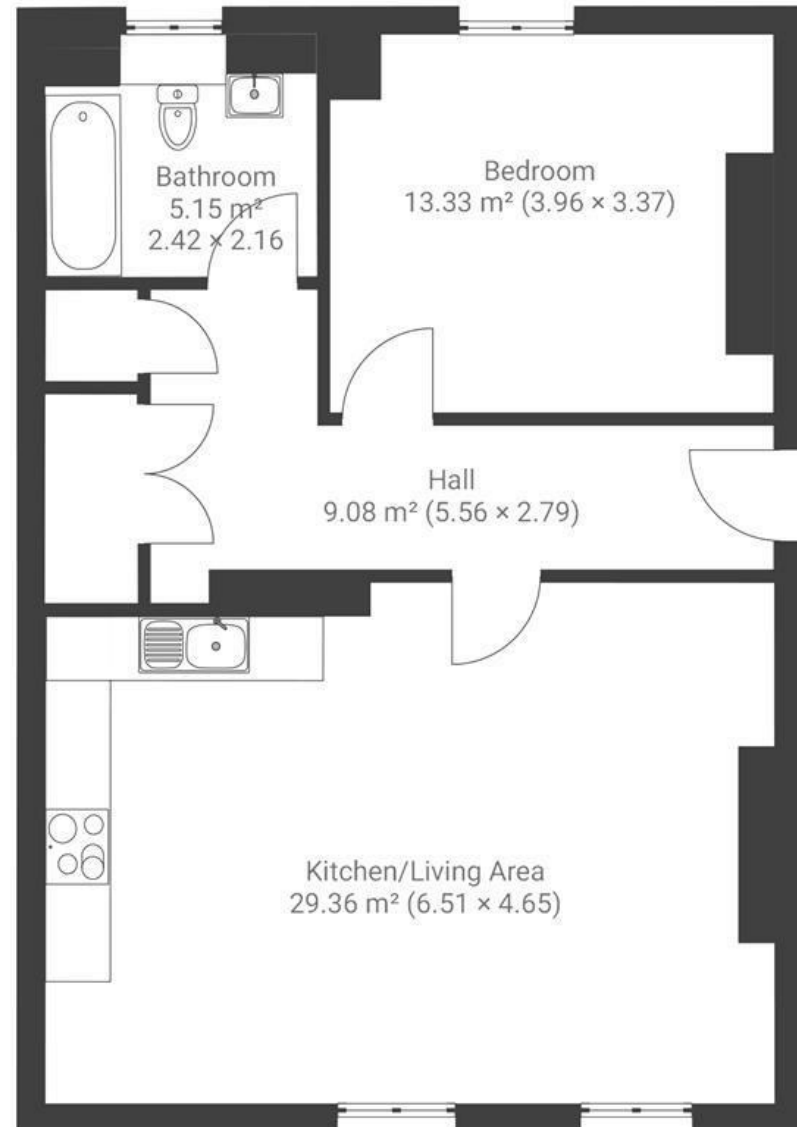 Bathroom
5.15 m²
2.42 × 2.16
Bedroom
13.33 m² (3.96 × 3.37)
Hall
9.08 m² (5.56 × 2.79)
Kitchen/Living Area
29.36 m² (6.51 × 4.65)